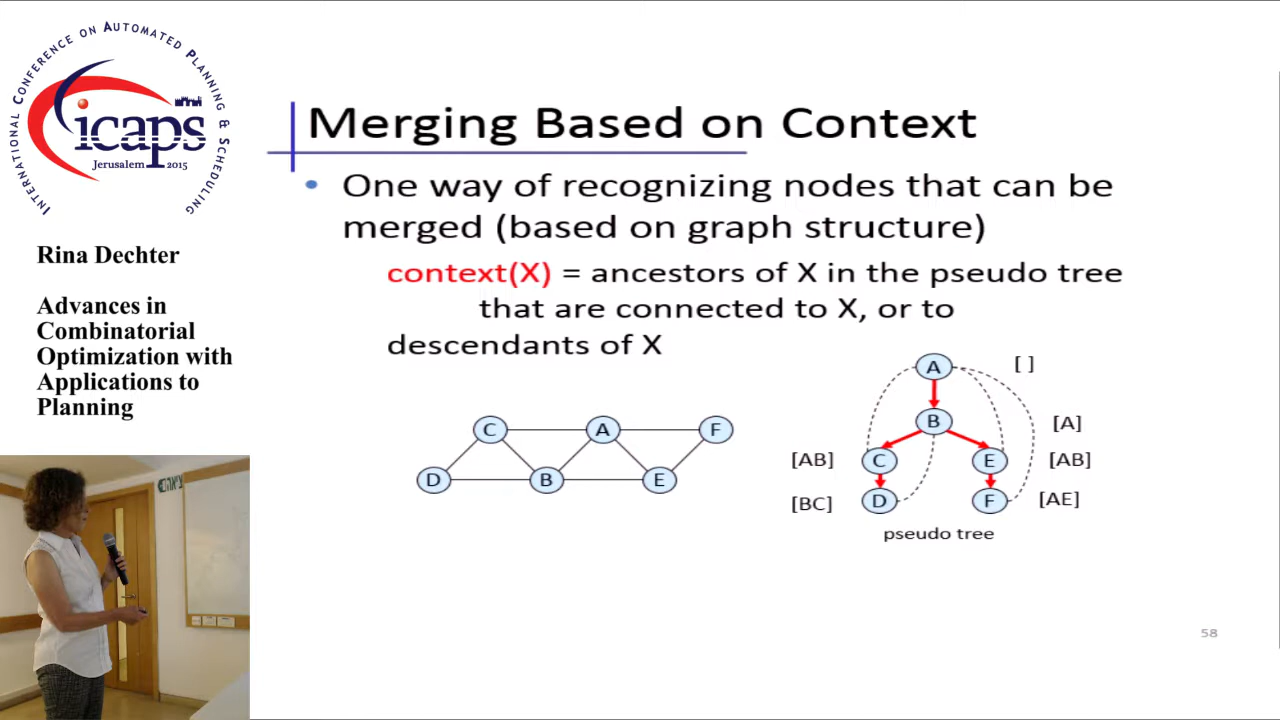 INTERNATIONAL CONFERENCE ON AUTOMATED PLANNING & SCHEDULING
icaps
Jerusalem 2015
Rina Dechter
Advances in
Combinatorial
Optimization with
Applications to
Planning
Merging Based on Context
• One way of recognizing nodes that can be
merged (based on graph structure)
context(X) = ancestors of X in the pseudo tree
that are connected to X, or to
descendants of X
C A F
D B E
A [ ]
B [A]
[AB] C E [AB]
[BC] D F [AE]
pseudo tree
58